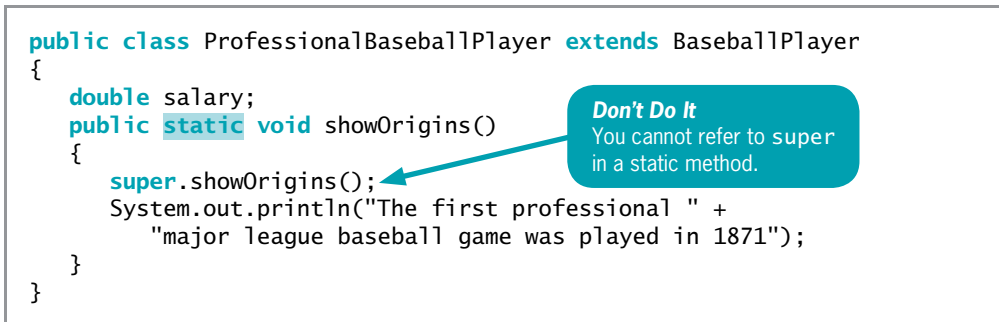 public class ProfessionalBaseballPlayer extends BaseballPlayer
{
   double salary;
   public static void showOrigins()
   {
      super.showOrigins();
      System.out.println("The first professional " +
         "major league baseball game was played in 1871");
   }
}
Don't Do It
You cannot refer to super
in a static method.